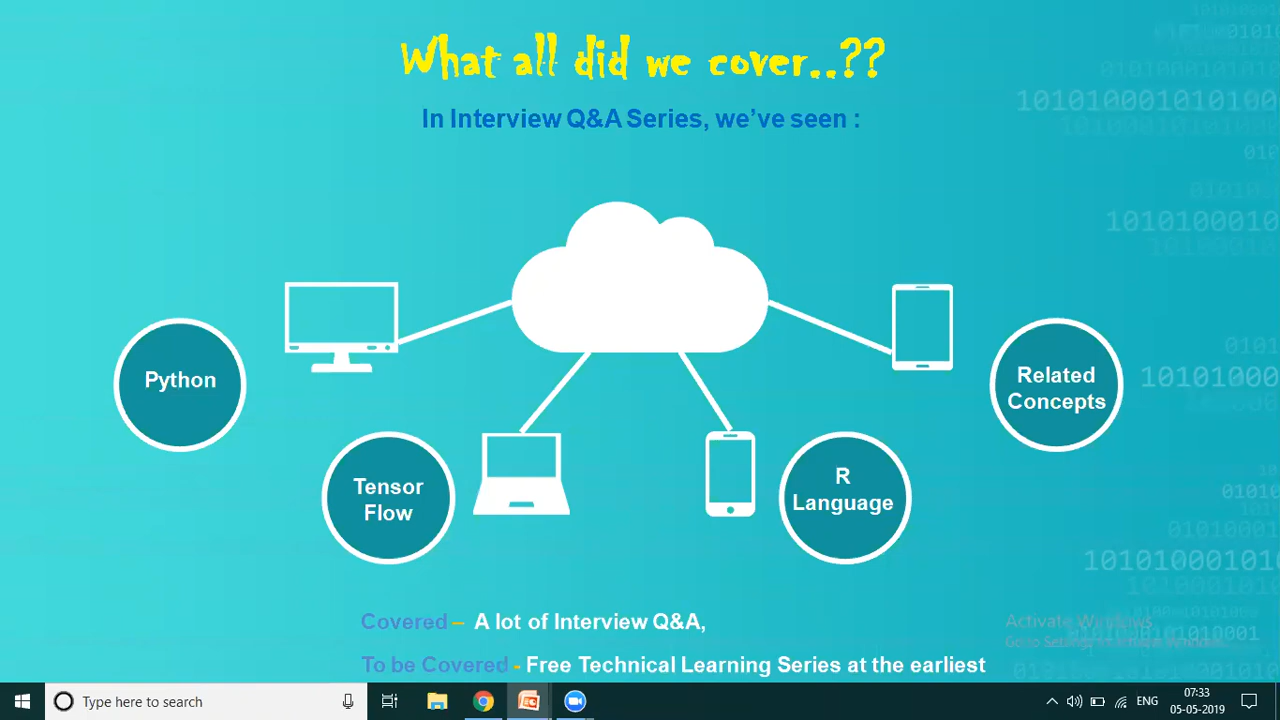 What all did we cover..??
In Interview Q&A Series, we've seen :
Python
Tensor
Flow
R
Language
Related
Concepts
Covered – A lot of Interview Q&A,
To be Covered - Free Technical Learning Series at the earliest
Activate Windows
Type here to search
ENG
07:33
05-05-2019